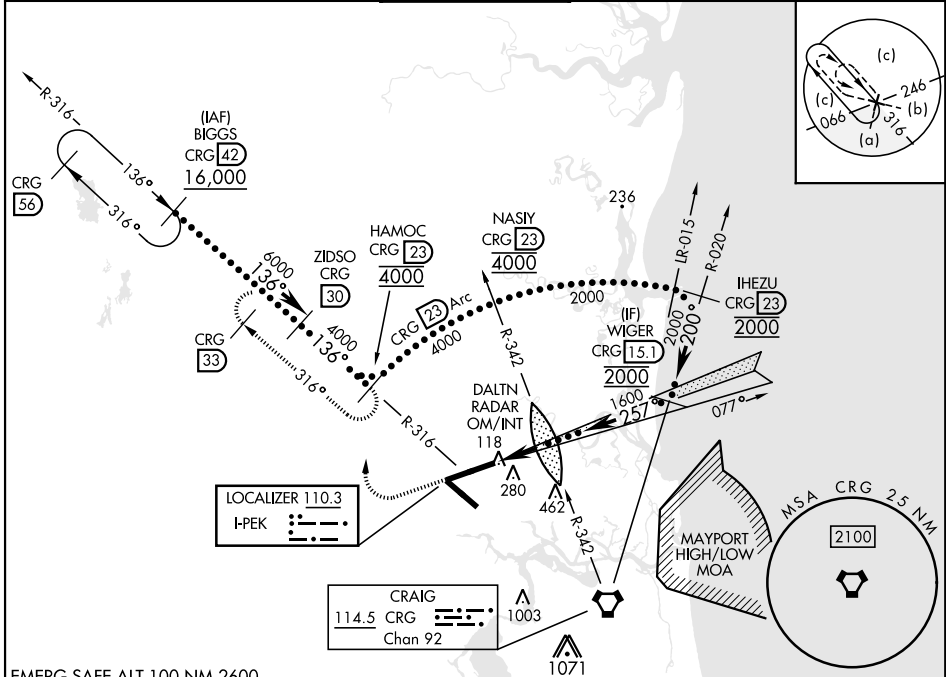 R-316
(IAF)
BIGGS
CRG 42
16,000
136°
316°
CRG
56
6000
136°
ZIDSO
CRG
30
HAMOC
CRG 23
4000
4000
136°
CRG
33
316°
R-316
CRG 23 Arc
4000
NASIY
CRG 23
4000
R-342
236
2000
LR-015
R-020
2000
200°
IHEZU
CRG 23
2000
(IF)
WIGER
CRG 15.1
2000
1600
257°
077°
DALTN
RADAR
OM/INT
118
280
462
R-342
LOCALIZER 110.3
I-PEK
CRAIG
114.5 CRG
Chan 92
1003
1071
MAYPORT
HIGH/LOW
MOA
MSA CRG 25 NM
2100
(c)
(c)
246
066
(b)
316
(a)
EMERG SAFE ALT 100 NM 2600